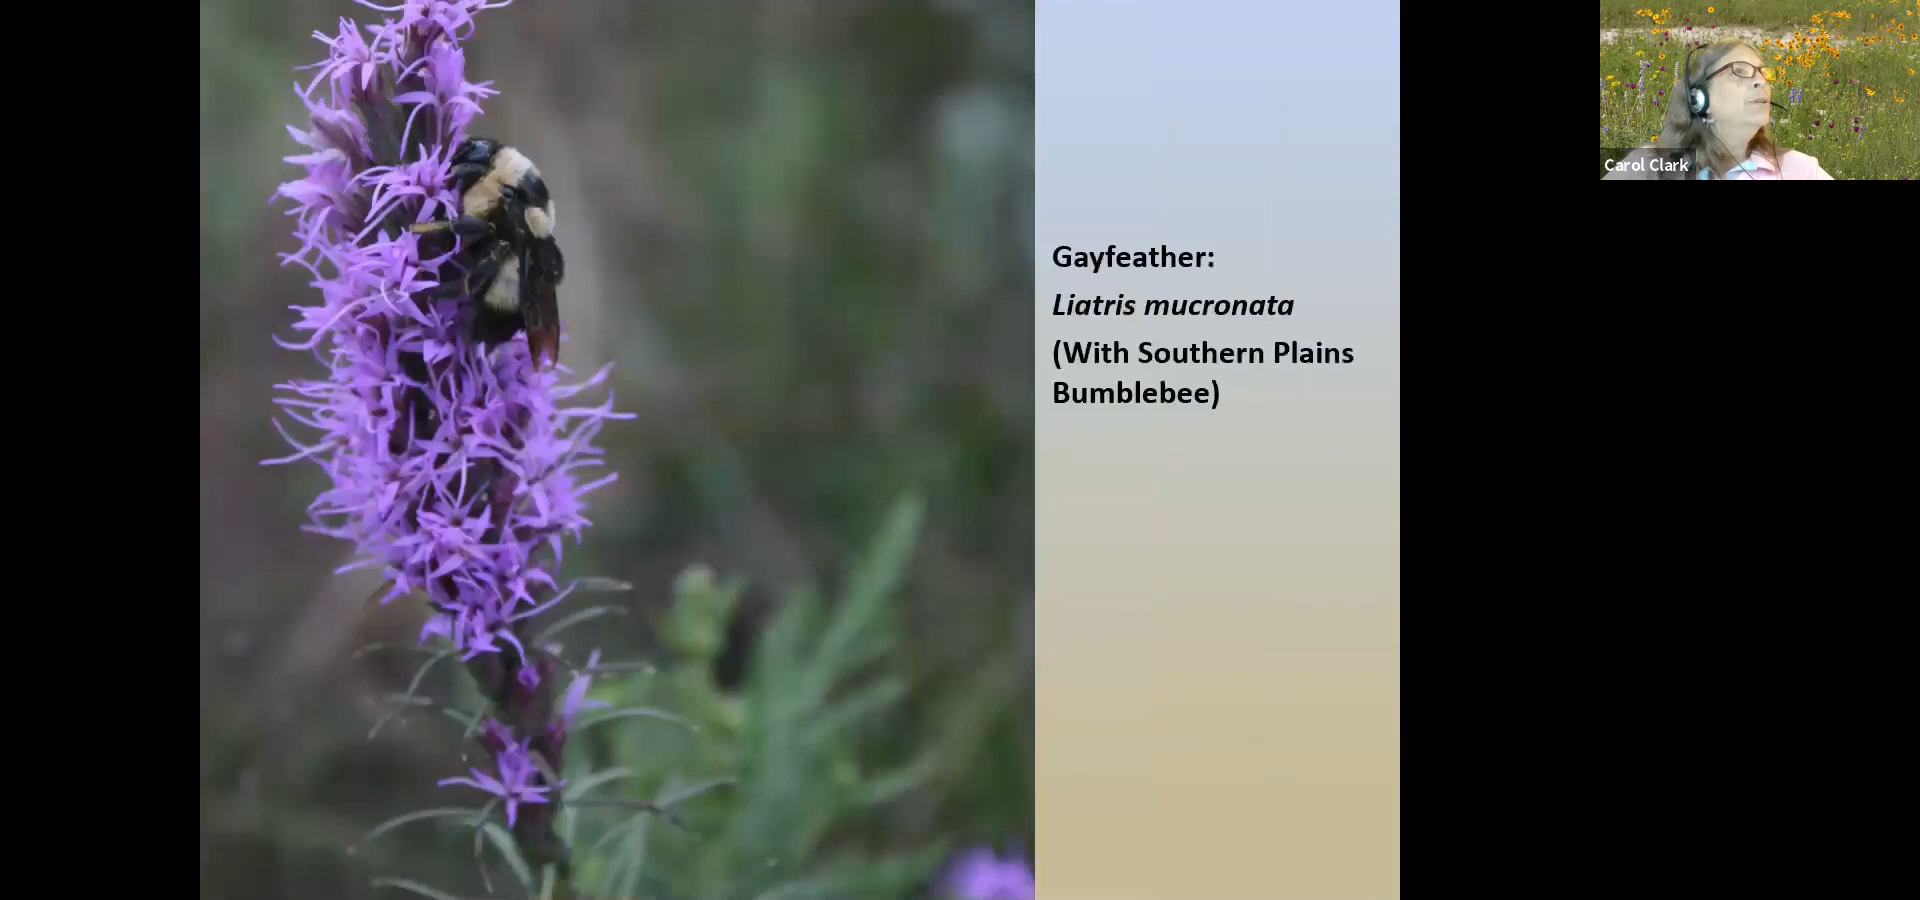 Gayfeather:
Liatris mucronata
(With Southern Plains
Bumblebee)
Carol Clark